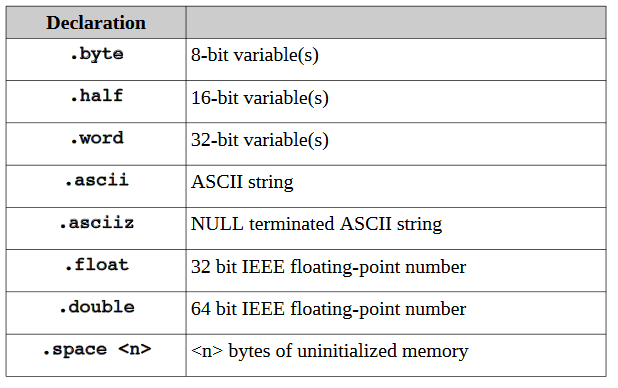 Declaration
.byte 8-bit variable(s)
.half 16-bit variable(s)
.word 32-bit variable(s)
.ascii ASCII string
.asciiz NULL terminated ASCII string
.float 32 bit IEEE floating-point number
.double 64 bit IEEE floating-point number
.space <n> <n> bytes of uninitialized memory